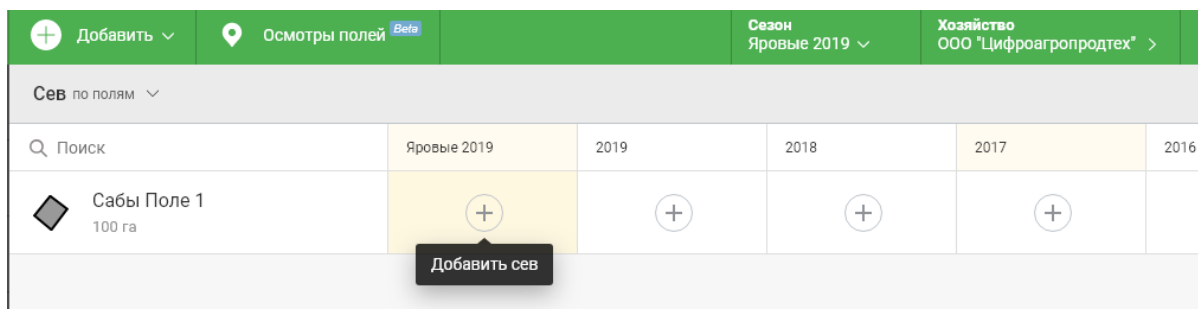 Добавить
Осмотры полей Beta
Сезон
Яровые 2019
Хозяйство
ООО "Цифроагропродтех"
Сев по полям
Поиск
Яровые 2019
2019
2018
2017
2016
Сабы Поле 1
100 га
Добавить сев